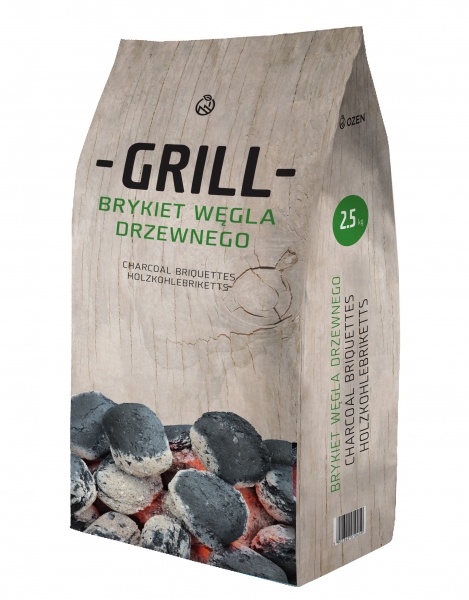 -GRILL-
BRYKIET WĘGLA
DRZEWNEGO
CHARCOAL BRIQUETTES
HOLZKOHLEBRIKETTS
OZEN
2.5 kg
BRYKIET WĘGLA DRZEWNEGO
CHARCOAL BRIQUETTES
HOLZKOHLEBRIKETTS